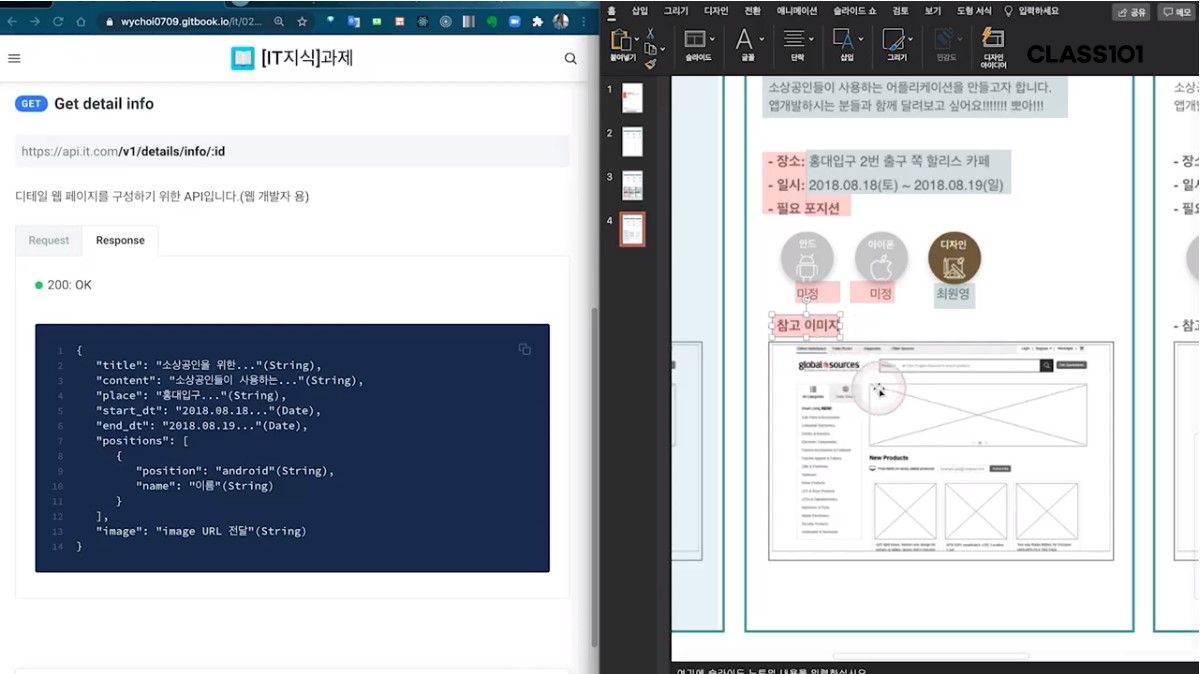 wychoi0709.gitbook.io/it/02...
[IT지식]과제
GET Get detail info
https://api.it.com/v1/details/info/:id
디테일 웹 페이지를 구성하기 위한 API입니다.(웹 개발자 용)
Request Response
200: OK
1 {
2 "title": "소상공인을 위한..."(String),
3 "content": "소상공인들이 사용하는..."(String),
4 "place": "홍대입구..."(String),
5 "start_dt": "2018.08.18..."(Date),
6 "end_dt": "2018.08.19..."(Date),
7 "positions": [
8 {
9 "position": "android"(String),
10 "name": "이름"(String)
11 }
12 ],
13 "image": "image URL 전달"(String)
14 }
홈 삽입 그리기 디자인 전환 애니메이션 슬라이드 쇼 검토 보기 도형 서식 입력하세요 공유 메모
붙여넣기 슬라이드 글꼴 단락 삽입 그리기 민감도 디자인 아이디어
CLASS101
1
2
3
4
소상공인들이 사용하는 어플리케이션을 만들고자 합니다.
앱개발하시는 분들과 함께 달려보고 싶어요!!!!!!! 뽀아!!!
- 장소: 홍대입구 2번 출구 쪽 할리스 카페
- 일시: 2018.08.18(토) ~ 2018.08.19(일)
- 필요 포지션
안드 아이폰 디자인
미정 미정 최원영
참고 이미지
global sources
All Categories
New Products
소상공
앱개발
- 장소
- 일시
- 필요
- 참고
여기에 슬라이드 노트의 내용을 입력하십시오